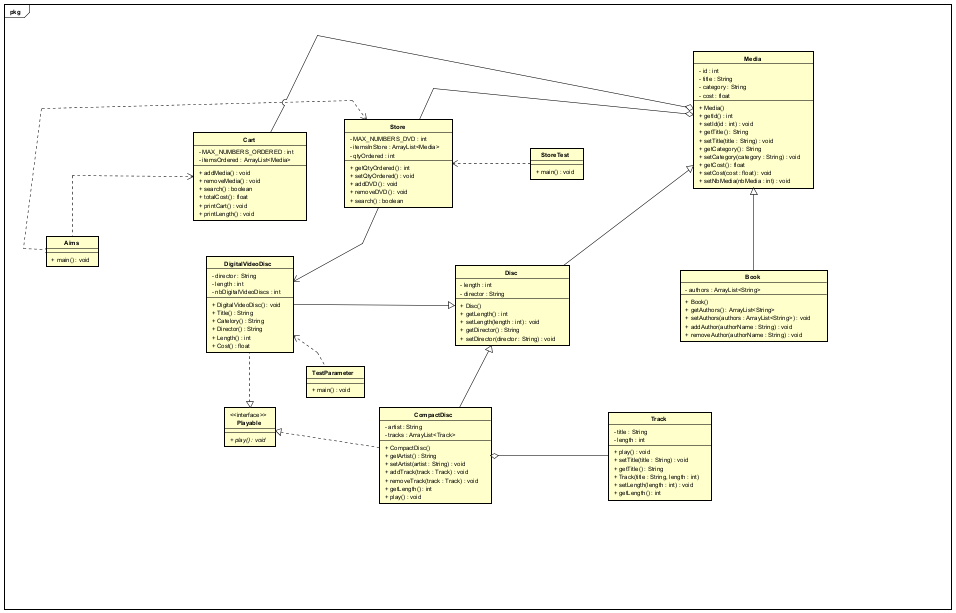 pkg
Media
- id : int
- title : String
- category : String
- cost : float
+ Media()
+ getId() : int
+ setId(id : int) : void
+ getTitle() : String
+ setTitle(title : String) : void
+ getCategory() : String
+ setCategory(category : String) : void
+ getCost() : float
+ setCost(cost : float) : void
+ setNbMedia(nbMedia : int) : void
Store
- MAX_NUMBERS_DVD : int
- itemsInStore : ArrayList<Media>
- qtyOrdered : int
+ getQtyOrdered() : int
+ setQtyOrdered() : void
+ addDVD() : void
+ removeDVD() : void
+ search() : boolean
Cart
- MAX_NUMBERS_ORDERED : int
- itemsOrdered : ArrayList<Media>
+ addMedia() : void
+ removeMedia() : void
+ search() : boolean
+ totalCost() : float
+ printCart() : void
+ printLength() : void
StoreTest
+ main() : void
Aims
+ main() : void
DigitalVideoDisc
- director : String
- length : int
- nbDigitalVideoDiscs : int
+ DigitalVideoDisc() : void
+ Title() : String
+ Catelory() : String
+ Director() : String
+ Length() : int
+ Cost() : float
Disc
- length : int
- director : String
+ Disc()
+ getLength() : int
+ setLength(length : int) : void
+ getDirector() : String
+ setDirector(director : String) : void
Book
- authors : ArrayList<String>
+ Book()
+ getAuthors() : ArrayList<String>
+ setAuthors(authors : ArrayList<String>) : void
+ addAuthor(authorName : String) : void
+ removeAuthor(authorName : String) : void
TestParameter
+ main() : void
<<interface>>
Playable
+ play() : void
CompactDisc
- artist : String
- tracks : ArrayList<Track>
+ CompactDisc()
+ getArtist() : String
+ setArtist(artist : String) : void
+ addTrack(track : Track) : void
+ removeTrack(track : Track) : void
+ getLength() : int
+ play() : void
Track
- title : String
- length : int
+ play() : void
+ setTitle(title : String) : void
+ getTitle() : String
+ Track(title : String, length : int)
+ setLength(length : int) : void
+ getLength() : int